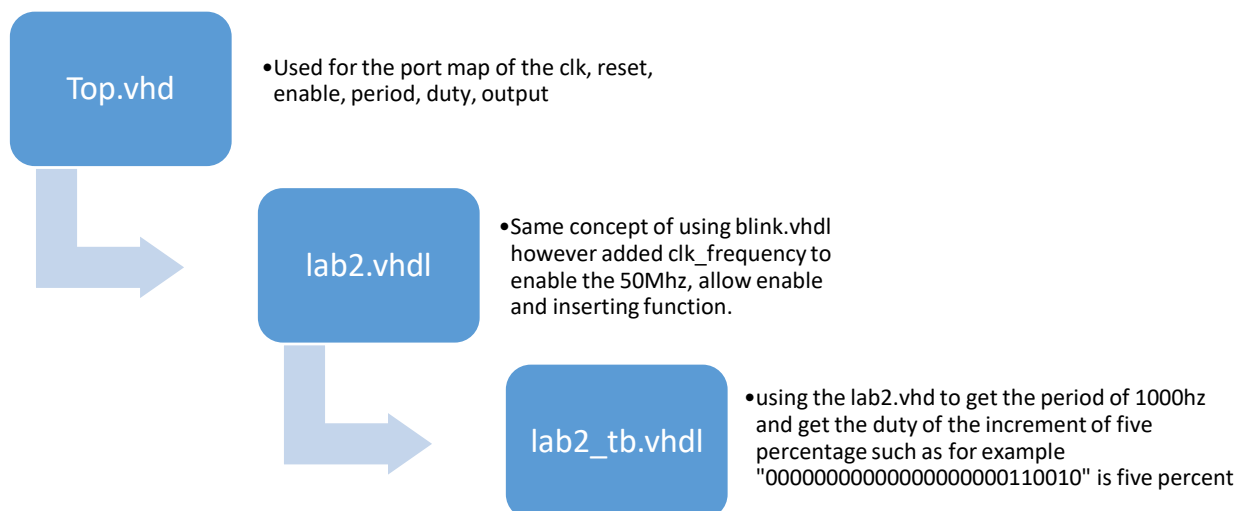 Top.vhd
•Used for the port map of the clk, reset,
enable, period, duty, output
lab2.vhdl
•Same concept of using blink.vhdl
however added clk_frequency to
enable the 50Mhz, allow enable
and inserting function.
lab2_tb.vhdl
•using the lab2.vhd to get the period of 1000hz
and get the duty of the increment of five
percentage such as for example
"00000000000000000000110010" is five percent